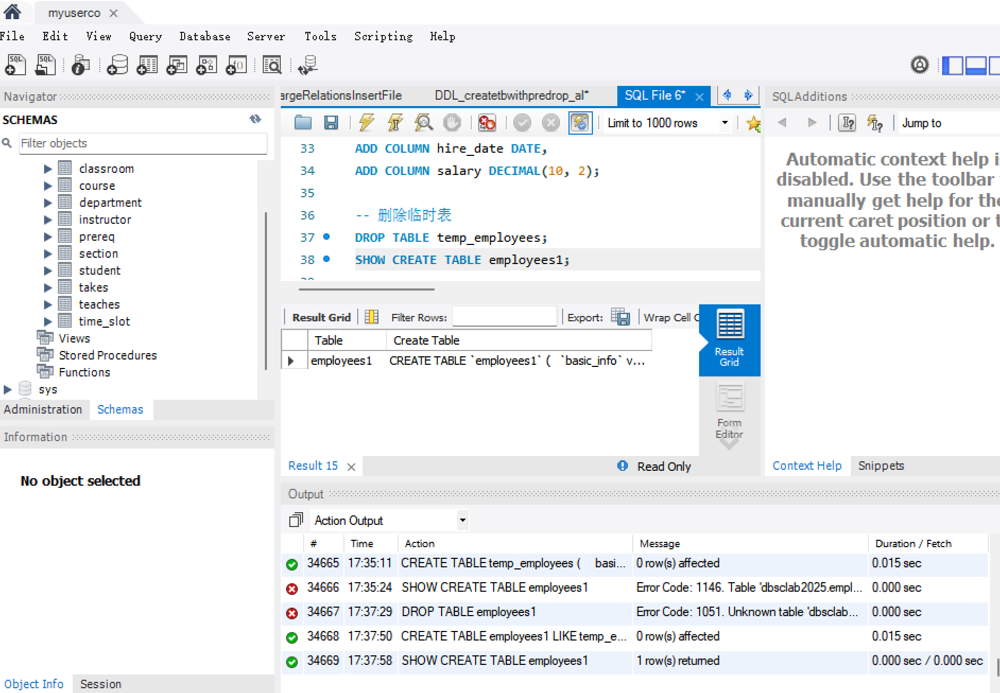 myuserco
File Edit View Query Database Server Tools Scripting Help
Navigator
SCHEMAS
Filter objects
classroom
course
department
instructor
prereq
section
student
takes
teaches
time_slot
Views
Stored Procedures
Functions
sys
Administration Schemas
Information
No object selected
Object Info Session
argeRelationsInsertFile DDL_createtbwithpredrop_al* SQL File 6*
Limit to 1000 rows
33 ADD COLUMN hire_date DATE,
34 ADD COLUMN salary DECIMAL(10, 2);
35
36 -- 删除临时表
37 DROP TABLE temp_employees;
38 SHOW CREATE TABLE employees1;
Result Grid Filter Rows: Export: Wrap Cell C
Table Create Table
employees1 CREATE TABLE `employees1` ( `basic_info` v...
Result
Grid
Form
Editor
Result 15 Read Only
SQLAdditions
Jump to
Automatic context help is
disabled. Use the toolbar
manually get help for the
current caret position or t
toggle automatic help.
Context Help Snippets
Output
Action Output
# Time Action Message Duration / Fetch
34665 17:35:11 CREATE TABLE temp_employees ( basi... 0 row(s) affected 0.015 sec
34666 17:35:24 SHOW CREATE TABLE employees1 Error Code: 1146. Table 'dbsclab2025.empl... 0.000 sec
34667 17:37:29 DROP TABLE employees1 Error Code: 1051. Unknown table 'dbsclab... 0.000 sec
34668 17:37:50 CREATE TABLE employees1 LIKE temp_e... 0 row(s) affected 0.015 sec
34669 17:37:58 SHOW CREATE TABLE employees1 1 row(s) returned 0.000 sec / 0.000 sec